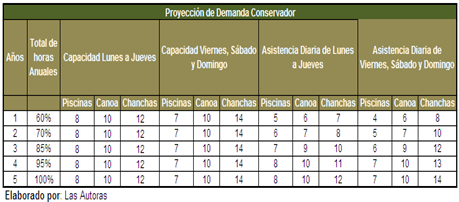 Proyección de Demanda Conservador
Años Total de horas Anuales Capacidad Lunes a Jueves Capacidad Viernes, Sábado y Domingo Asistencia Diaria de Lunes a Jueves Asistencia Diaria de Viernes, Sábado y Domingo
Piscinas Canoa Chanchas Piscinas Canoa Chanchas Piscinas Canoa Chanchas Piscinas Canoa Chanchas
1 60% 8 10 12 7 10 14 5 6 7 4 6 8
2 70% 8 10 12 7 10 14 6 7 8 5 7 10
3 85% 8 10 12 7 10 14 7 9 10 6 9 12
4 95% 8 10 12 7 10 14 8 10 11 7 10 13
5 100% 8 10 12 7 10 14 8 10 12 7 10 14
Elaborado por: Las Autoras